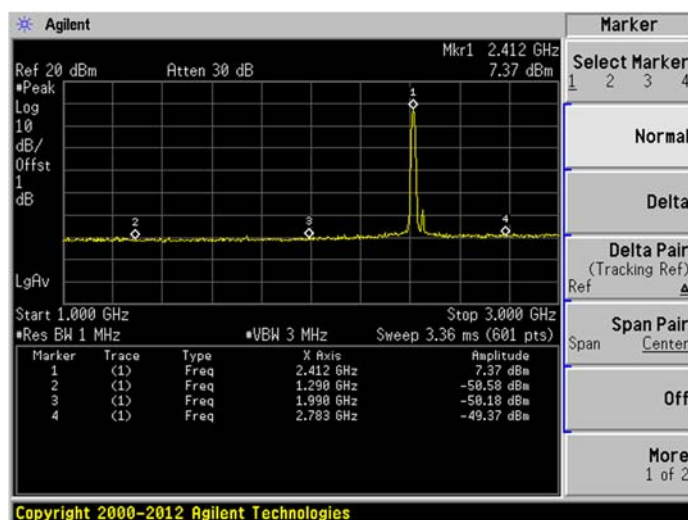 Agilent
Marker
Mkr1 2.412 GHz
Ref 20 dBm Atten 30 dB 7.37 dBm
#Peak
Log
10
dB/
Offst
1
dB
1
2
3
4
LgAv
Start 1.000 GHz Stop 3.000 GHz
#Res BW 1 MHz #VBW 3 MHz Sweep 3.36 ms (601 pts)
Marker Trace Type X Axis Amplitude
1 (1) Freq 2.412 GHz 7.37 dBm
2 (1) Freq 1.290 GHz -50.58 dBm
3 (1) Freq 1.990 GHz -50.18 dBm
4 (1) Freq 2.783 GHz -49.37 dBm
Select Marker
1 2 3 4
Normal
Delta
Delta Pair
(Tracking Ref)
Ref Δ
Span Pair
Span Center
Off
More
1 of 2
Copyright 2000-2012 Agilent Technologies